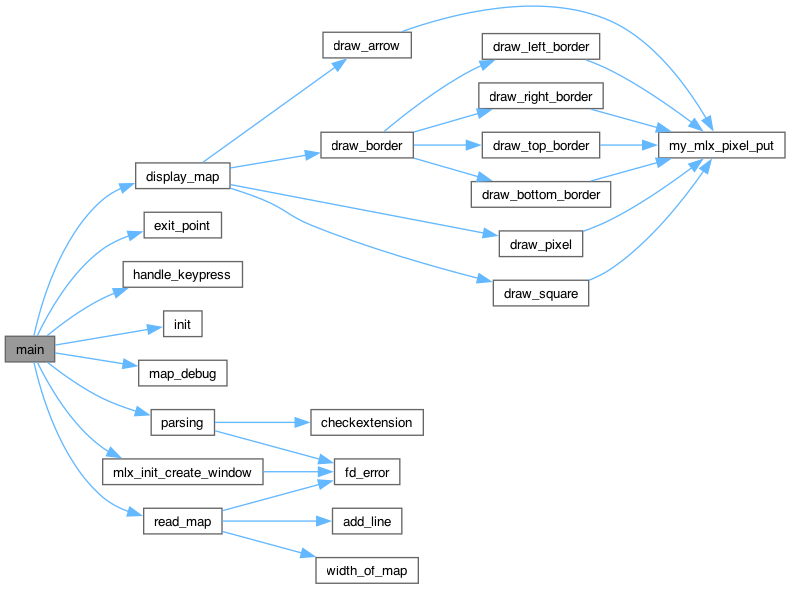 draw_arrow
draw_left_border
draw_right_border
draw_border
draw_top_border
my_mlx_pixel_put
display_map
draw_bottom_border
exit_point
draw_pixel
handle_keypress
draw_square
init
main
map_debug
parsing
checkextension
mlx_init_create_window
fd_error
read_map
add_line
width_of_map